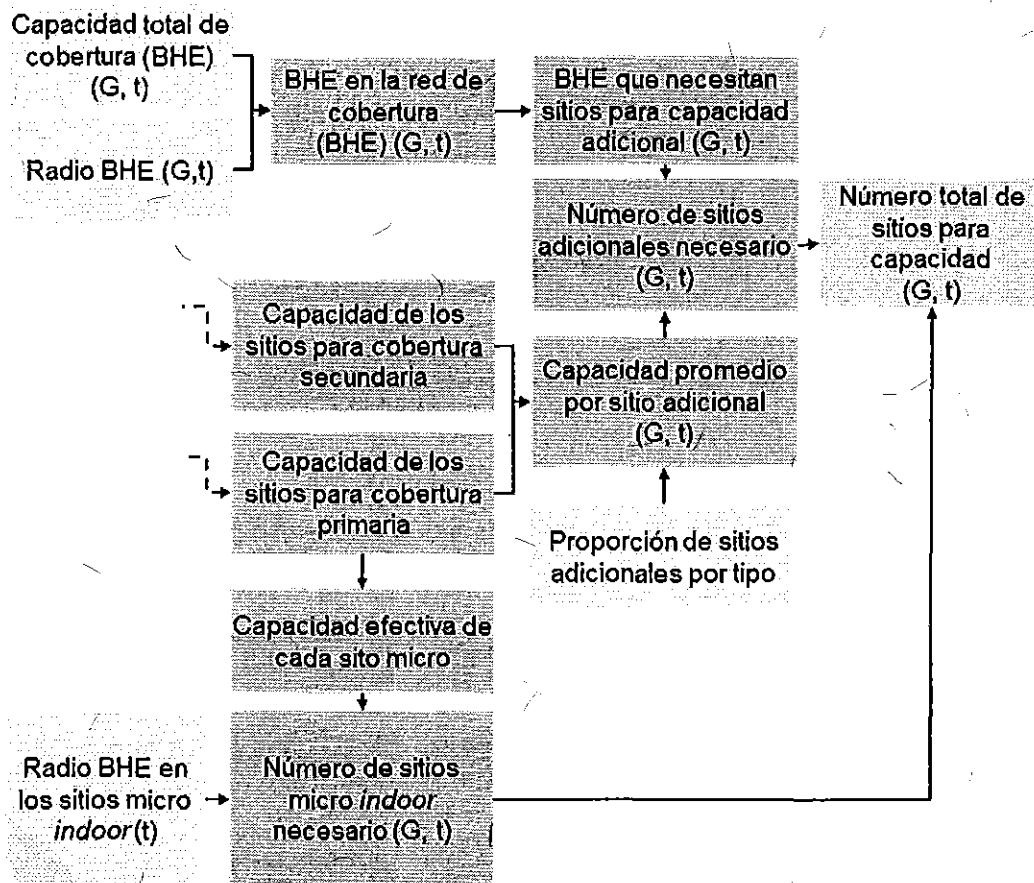 Capacidad total de
cobertura (BHE)
(G, t)
Radio BHE (G,t)
BHE en la red de
cobertura
(BHE) (G, t)
BHE que necesitan
sitios para capacidad
adicional (G, t)
Número de sitios
adicionales necesario
(G, t)
Número total de
sitios para
capacidad
(G, t)
Capacidad de los
sitios para cobertura
secundaria
Capacidad promedio
por sitio adicional
(G, t)
Capacidad de los
sitios para cobertura
primaria
Proporción de sitios
adicionales por tipo
Capacidad efectiva de
cada sito micro
Radio BHE en
los sitios micro
indoor(t)
Número de sitios
micro indoor
necesario (G, t)